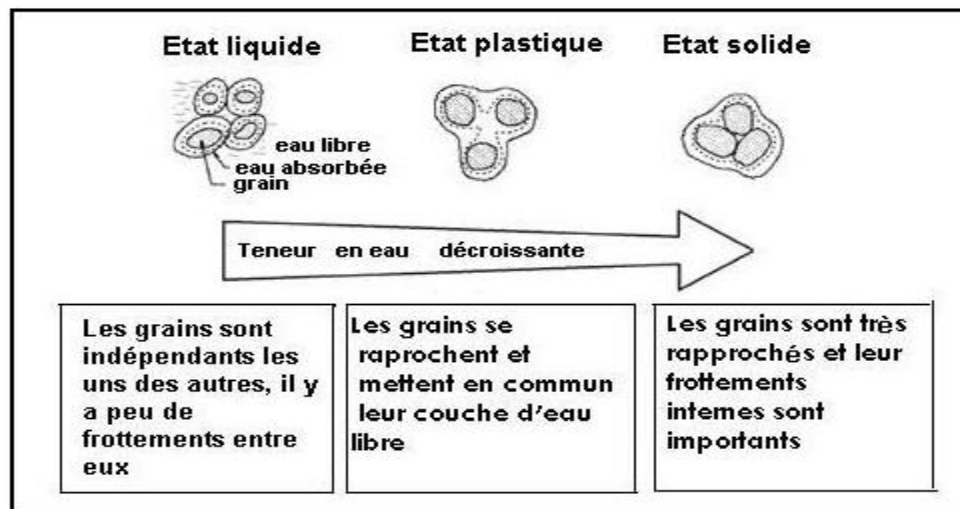 Etat liquide
Etat plastique
Etat solide
eau libre
eau absorbée
grain
Teneur en eau décroissante
Les grains sont
indépendants les
uns des autres, il y
a peu de
frottements entre
eux
Les grains se
raprochent et
mettent en commun
leur couche d'eau
libre
Les grains sont très
rapprochés et leur
frottements
internes sont
importants